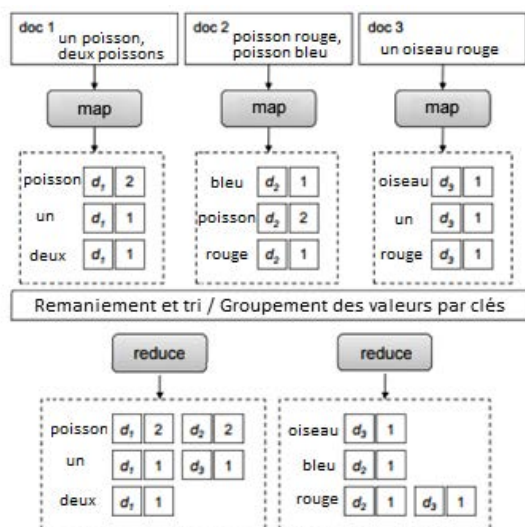 doc 1
un poisson,
deux poissons
doc 2
poisson rouge,
poisson bleu
doc 3
un oiseau rouge
map
map
map
poisson d₁ 2
un d₁ 1
deux d₁ 1
bleu d₂ 1
poisson d₂ 2
rouge d₂ 1
oiseau d₃ 1
un d₃ 1
rouge d₃ 1
Remaniement et tri / Groupement des valeurs par clés
reduce
reduce
poisson d₁ 2 d₂ 2
un d₁ 1 d₃ 1
deux d₁ 1
oiseau d₃ 1
bleu d₂ 1
rouge d₂ 1 d₃ 1